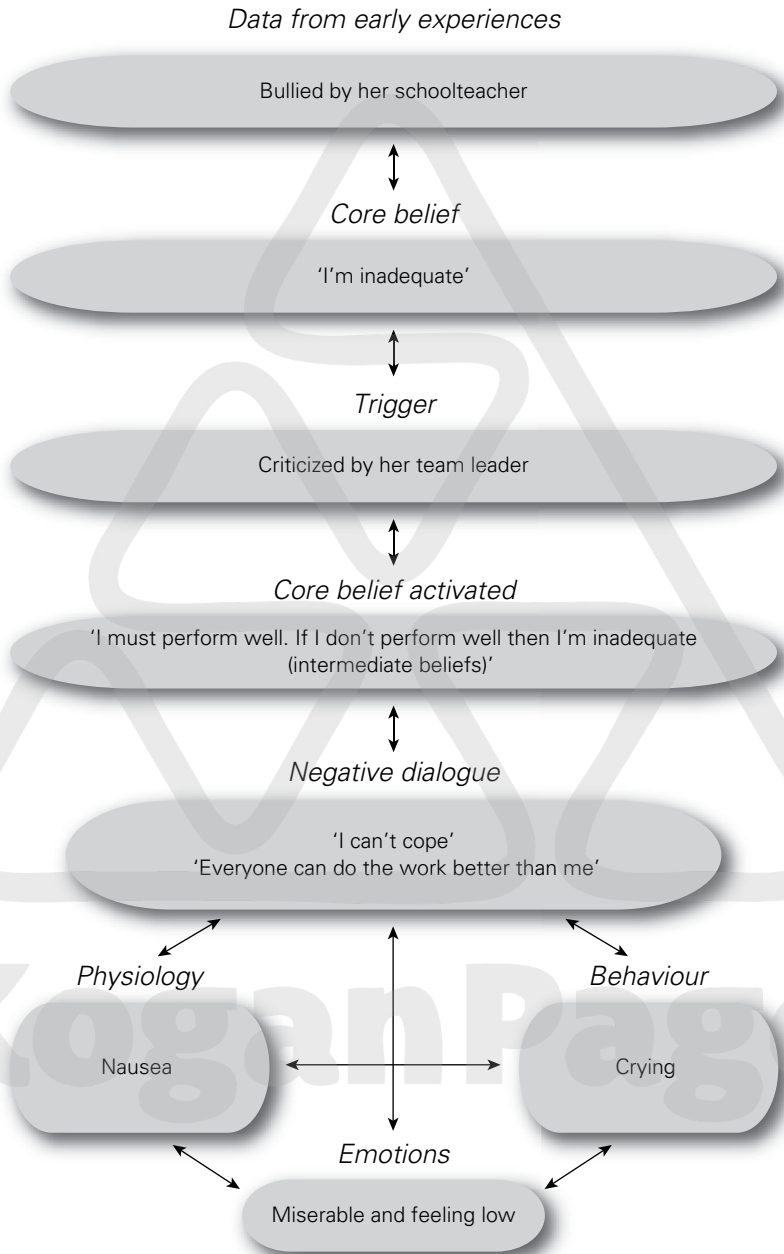 Data from early experiences
Bullied by her schoolteacher
Core belief
‘I’m inadequate’
Trigger
Criticized by her team leader
Core belief activated
‘I must perform well. If I don’t perform well then I’m inadequate
(intermediate beliefs)’
Negative dialogue
‘I can’t cope’
‘Everyone can do the work better than me’
Physiology
Behaviour
Nausea
Crying
Emotions
Miserable and feeling low
KoganPag